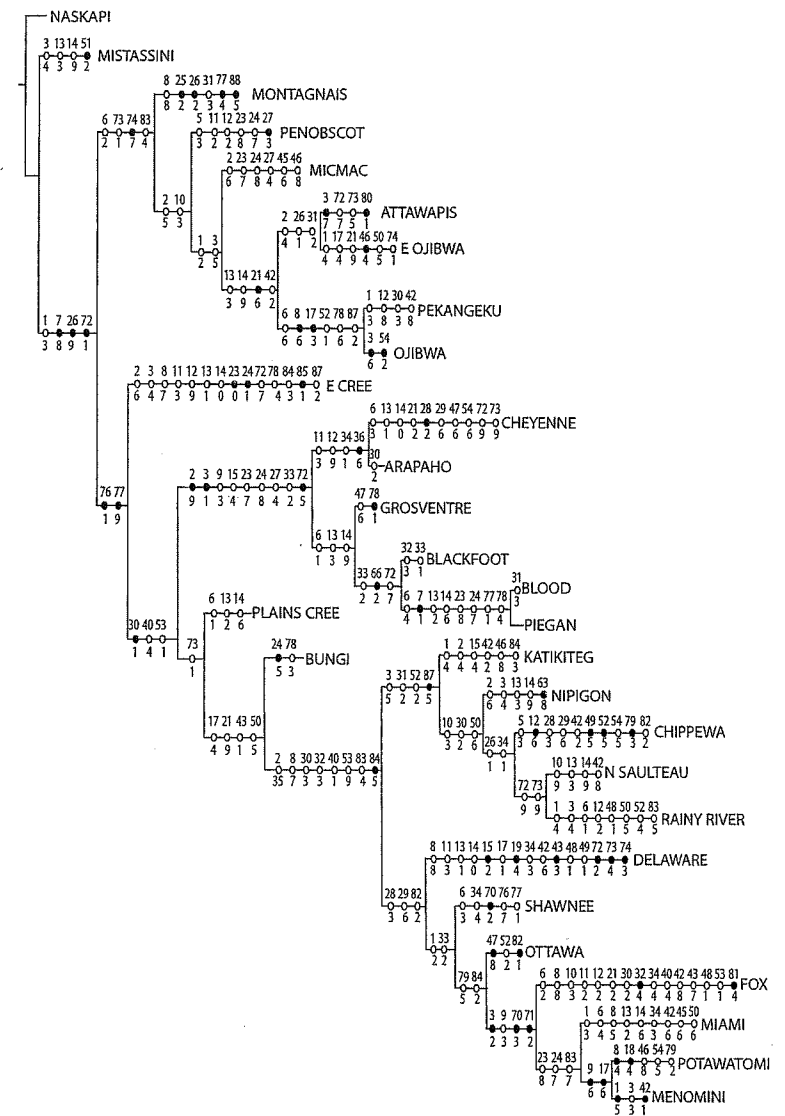 NASKAPI
3 13 14 51
4 3 9 2
MISTASSINI
8 25 26 31 77 88
8 2 2 3 4 5
MONTAGNAIS
6 73 74 83
2 1 7 4
5 11 12 23 24 27
3 2 2 8 7 3
PENOBSCOT
2 23 24 27 45 46
6 7 8 4 6 8
MICMAC
2 10
5 3
3 72 73 80
7 7 5 1
ATTAWAPIS
2 26 31
4 1 2
1 17 21 46 50 74
4 4 9 4 5 1
E OJIBWA
1 3
2 5
13 14 21 42
3 9 6 2
1 12 30 42
3 8 3 8
PEKANGEKU
6 8 17 52 78 87
6 6 3 1 6 2
1 7 26 72
3 8 9 1
3 54
6 2
OJIBWA
2 3 8 11 12 13 14 23 24 72 78 84 85 87
6 4 7 3 9 1 0 0 1 7 4 3 1 2
E CREE
6 13 14 21 28 29 47 54 72 73
3 1 0 2 2 6 6 6 9 9
CHEYENNE
11 12 34 36
3 9 1 6
30
2
ARAPAHO
2 3 9 15 23 24 27 33 72
9 1 3 4 7 8 4 2 5
76 77
1 9
47 78
6 1
GROSVENTRE
6 13 14
1 3 9
32 33
3 1
BLACKFOOT
33 66 72
2 2 7
31
3
BLOOD
6 7 13 14 23 24 77 78
4 1 2 6 8 7 1 4
PIEGAN
6 13 14
1 2 6
PLAINS CREE
30 40 53
1 4 1
73
1
24 78
5 3
BUNGI
1 2 15 42 46 84
4 4 4 2 8 3
KATIKITEG
3 31 52 87
5 2 2 5
2 3 13 14 63
6 4 3 9 8
NIPIGON
17 21 43 50
4 9 1 5
10 30 50
3 2 6
5 12 28 29 42 49 52 54 79 82
3 6 3 6 2 5 5 5 3 2
CHIPPEWA
26 34
1 1
2 8 30 32 40 53 83 84
35 7 3 3 1 9 4 5
10 13 14 42
9 3 9 8
N SAULTEAU
72 73
9 9
1 3 6 12 48 50 52 83
4 4 1 2 1 5 4 5
RAINY RIVER
8 11 13 14 15 17 19 34 42 43 48 49 72 73 74
8 3 1 0 2 1 4 3 6 6 1 1 2 4 3
DELAWARE
28 29 82
3 6 2
6 34 70 76 77
3 4 2 7 1
SHAWNEE
1 33
2 2
47 52 82
8 2 1
OTTAWA
79 84
5 2
6 8 10 11 12 21 30 32 34 40 42 43 48 53 81
2 8 3 2 2 2 2 4 4 4 8 7 1 1 4
FOX
3 9 70 71
2 3 3 2
1 6 8 13 14 34 42 45 50
3 4 5 2 6 3 6 6 6
MIAMI
23 24 83
8 7 7
8 18 46 54 79
4 4 8 5 2
POTAWATOMI
9 17
6 6
1 3 42
5 3 1
MENOMINI